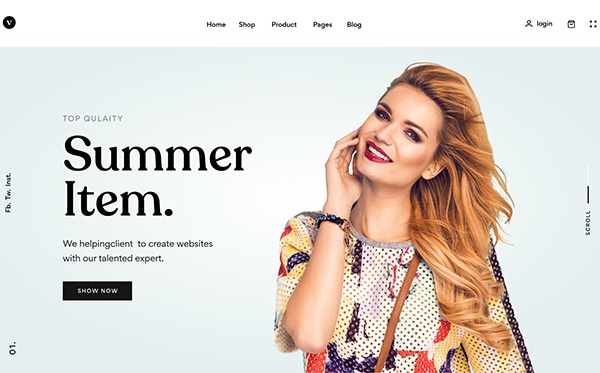 v
Home Shop Product Pages Blog
login
TOP QULAITY
Summer
Item.
We helpingclient to create websites
with our talented expert.
SHOW NOW
Fb. Tw. Inst.
01.
SCROLL